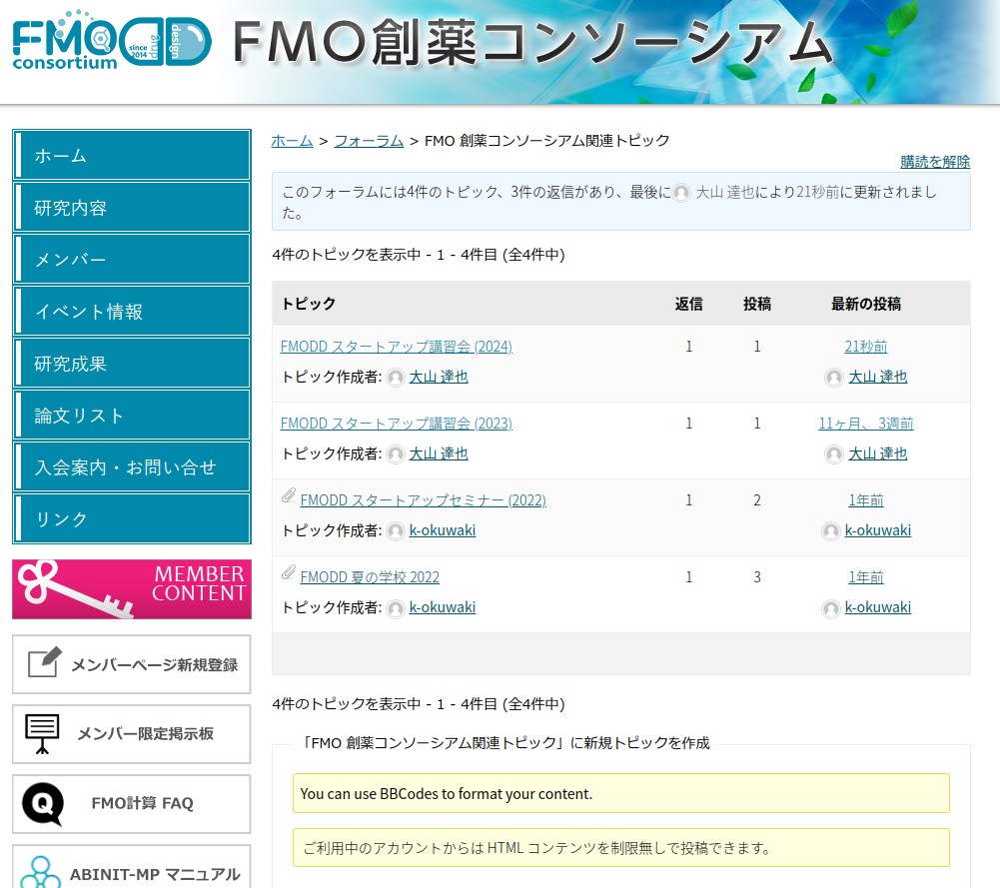 FMO DD
since 2014 drug design
consortium
FMO創薬コンソーシアム
ホーム
研究内容
メンバー
イベント情報
研究成果
論文リスト
入会案内・お問い合せ
リンク
MEMBER
CONTENT
メンバーページ新規登録
メンバー限定掲示板
Q
FMO計算 FAQ
ABINIT-MP マニュアル
ホーム > フォーラム > FMO 創薬コンソーシアム関連トピック
購読を解除
このフォーラムには4件のトピック、3件の返信があり、最後に 大山 達也により21秒前に更新されまし
た。
4件のトピックを表示中 - 1 - 4件目 (全4件中)
トピック 返信 投稿 最新の投稿
FMODD スタートアップ講習会 (2024) 1 1 21秒前
トピック作成者: 大山 達也 大山 達也
FMODD スタートアップ講習会 (2023) 1 1 11ヶ月、 3週前
トピック作成者: 大山 達也 大山 達也
FMODD スタートアップセミナー (2022) 1 2 1年前
トピック作成者: k-okuwaki k-okuwaki
FMODD 夏の学校 2022 1 3 1年前
トピック作成者: k-okuwaki k-okuwaki
4件のトピックを表示中 - 1 - 4件目 (全4件中)
「FMO 創薬コンソーシアム関連トピック」に新規トピックを作成
You can use BBCodes to format your content.
ご利用中のアカウントからは HTML コンテンツを制限無しで投稿できます。